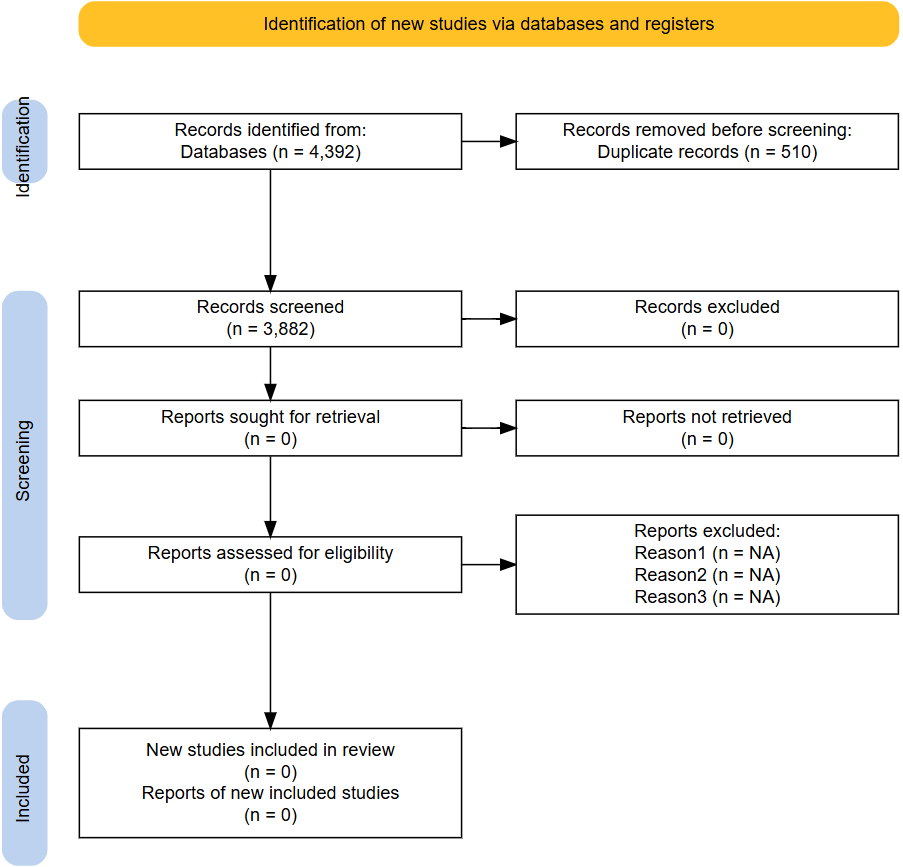 Identification of new studies via databases and registers
Identification
Records identified from:
Databases (n = 4,392)
Records removed before screening:
Duplicate records (n = 510)
Screening
Records screened
(n = 3,882)
Records excluded
(n = 0)
Reports sought for retrieval
(n = 0)
Reports not retrieved
(n = 0)
Reports assessed for eligibility
(n = 0)
Reports excluded:
Reason1 (n = NA)
Reason2 (n = NA)
Reason3 (n = NA)
Included
New studies included in review
(n = 0)
Reports of new included studies
(n = 0)